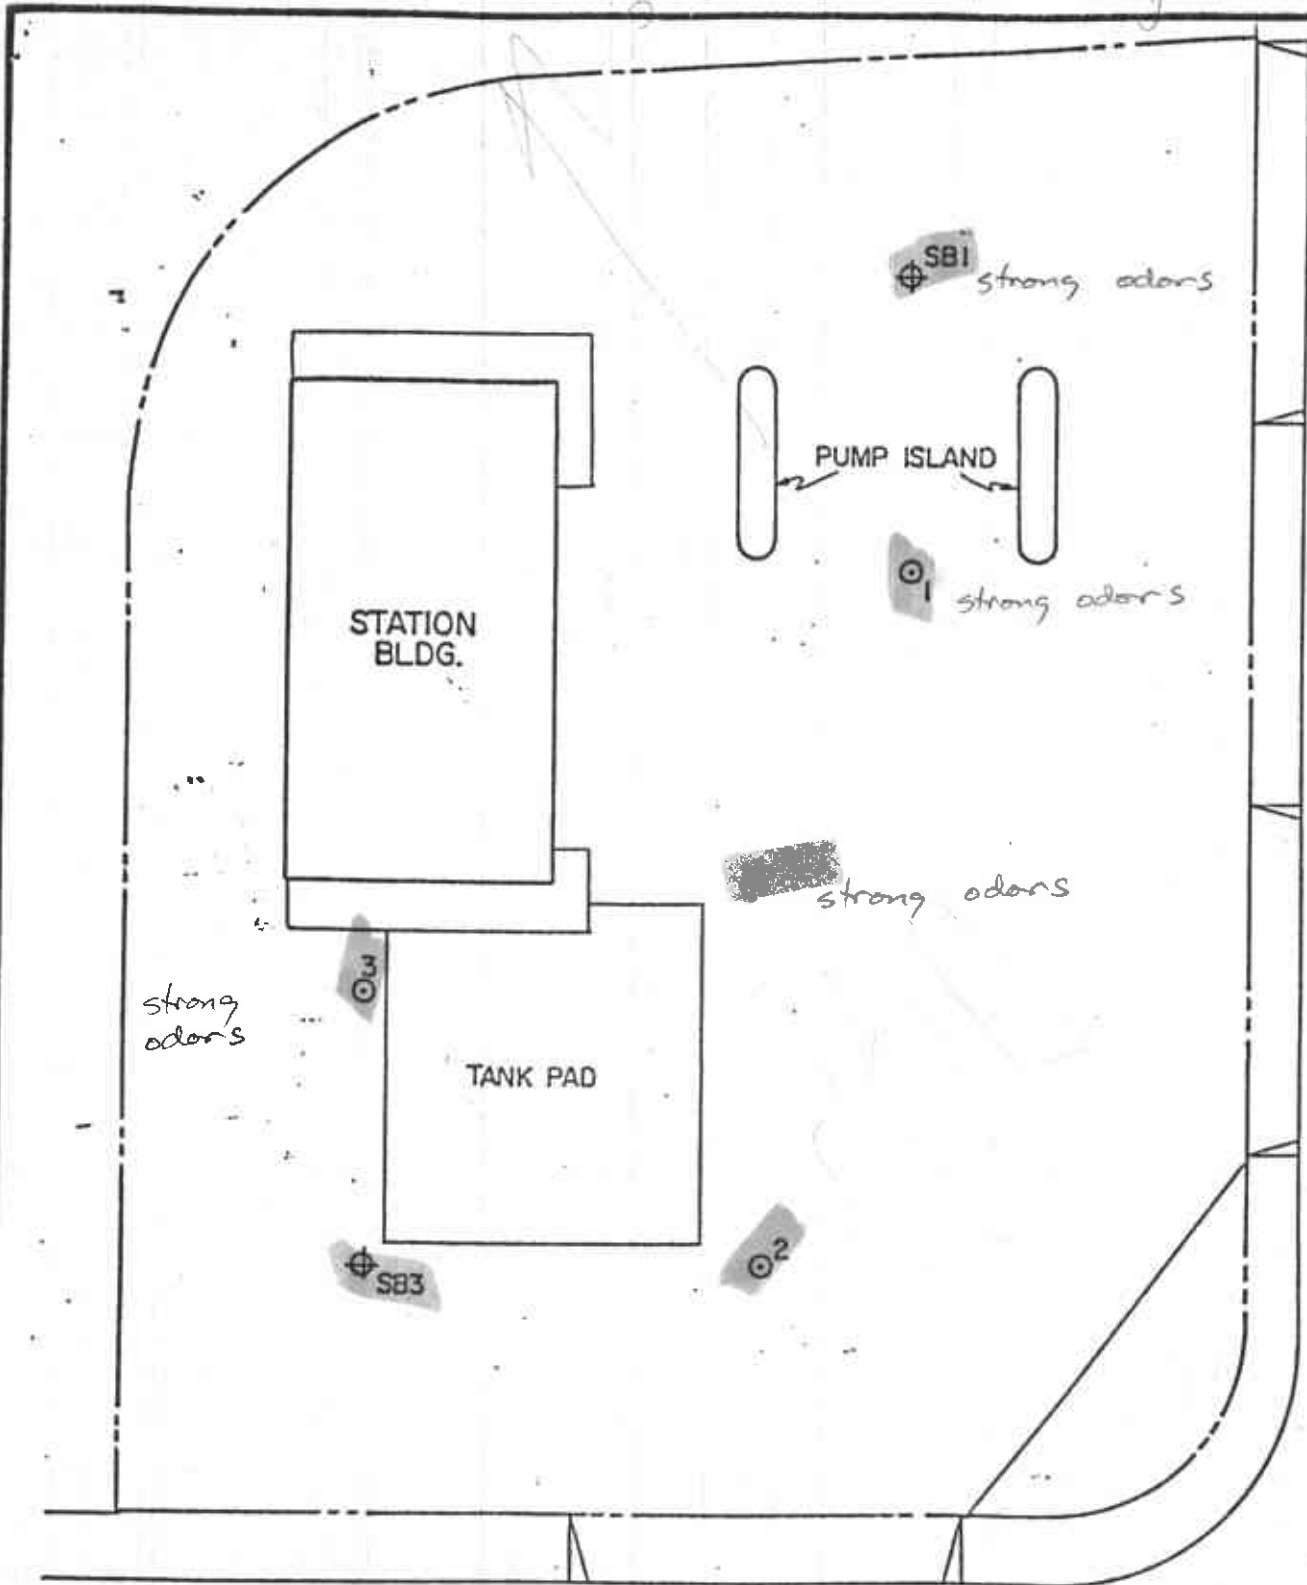 SB1
strong odors
PUMP ISLAND
1
strong odors
STATION
BLDG.
strong odors
3
strong
odors
TANK PAD
2
SB3